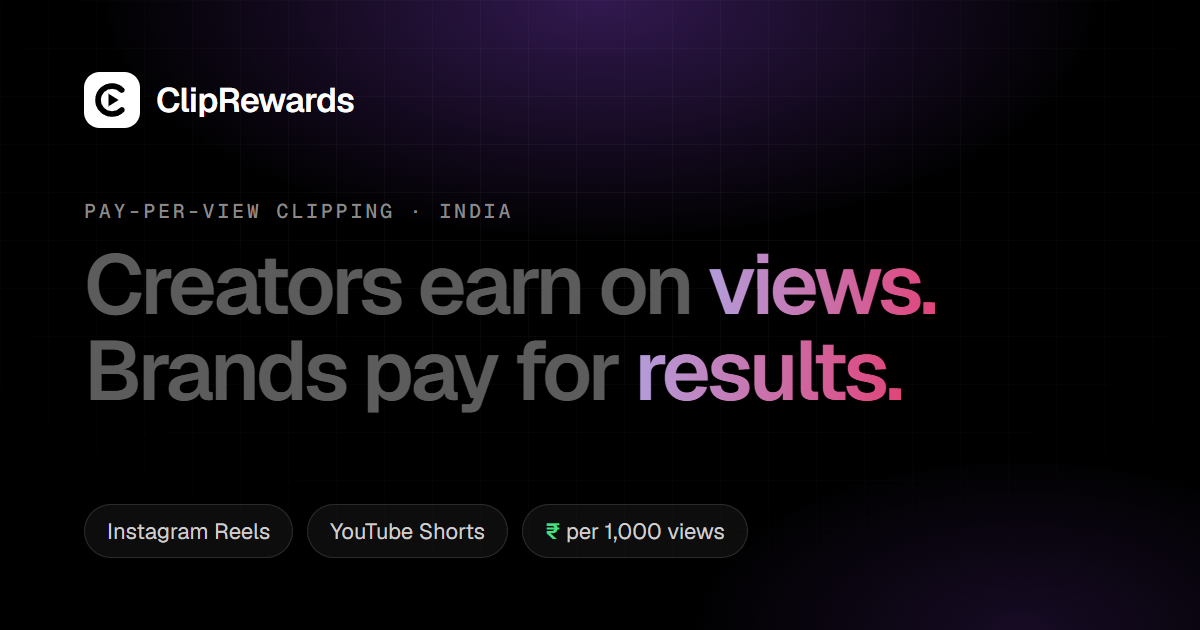 ClipRewards
PAY-PER-VIEW CLIPPING · INDIA
Creators earn on views.
Brands pay for results.
Instagram Reels
YouTube Shorts
₹ per 1,000 views